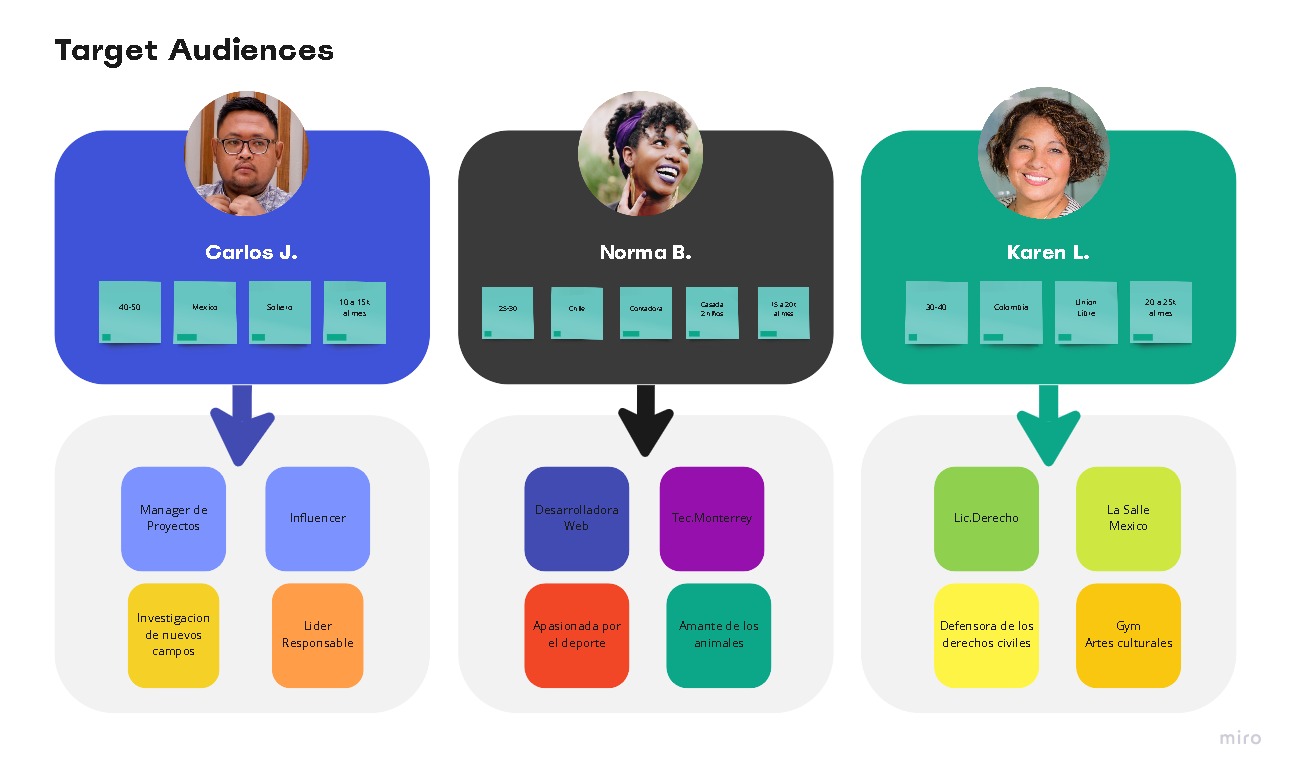 Target Audiences
Carlos J.
40-50
Mexico
Soltero
10 a 15k
al mes
Norma B.
25-30
Chile
Contadora
Casada
2 niños
15 a 20k
al mes
Karen L.
30-40
Colombia
Union
Libre
20 a 25k
al mes
Manager de
Proyectos
Influencer
Investigacion
de nuevos
campos
Lider
Responsable
Desarrolladora
Web
Tec.Monterrey
Apasionada por
el deporte
Amante de los
animales
Lic.Derecho
La Salle
Mexico
Defensora de los
derechos civiles
Gym
Artes culturales
miro